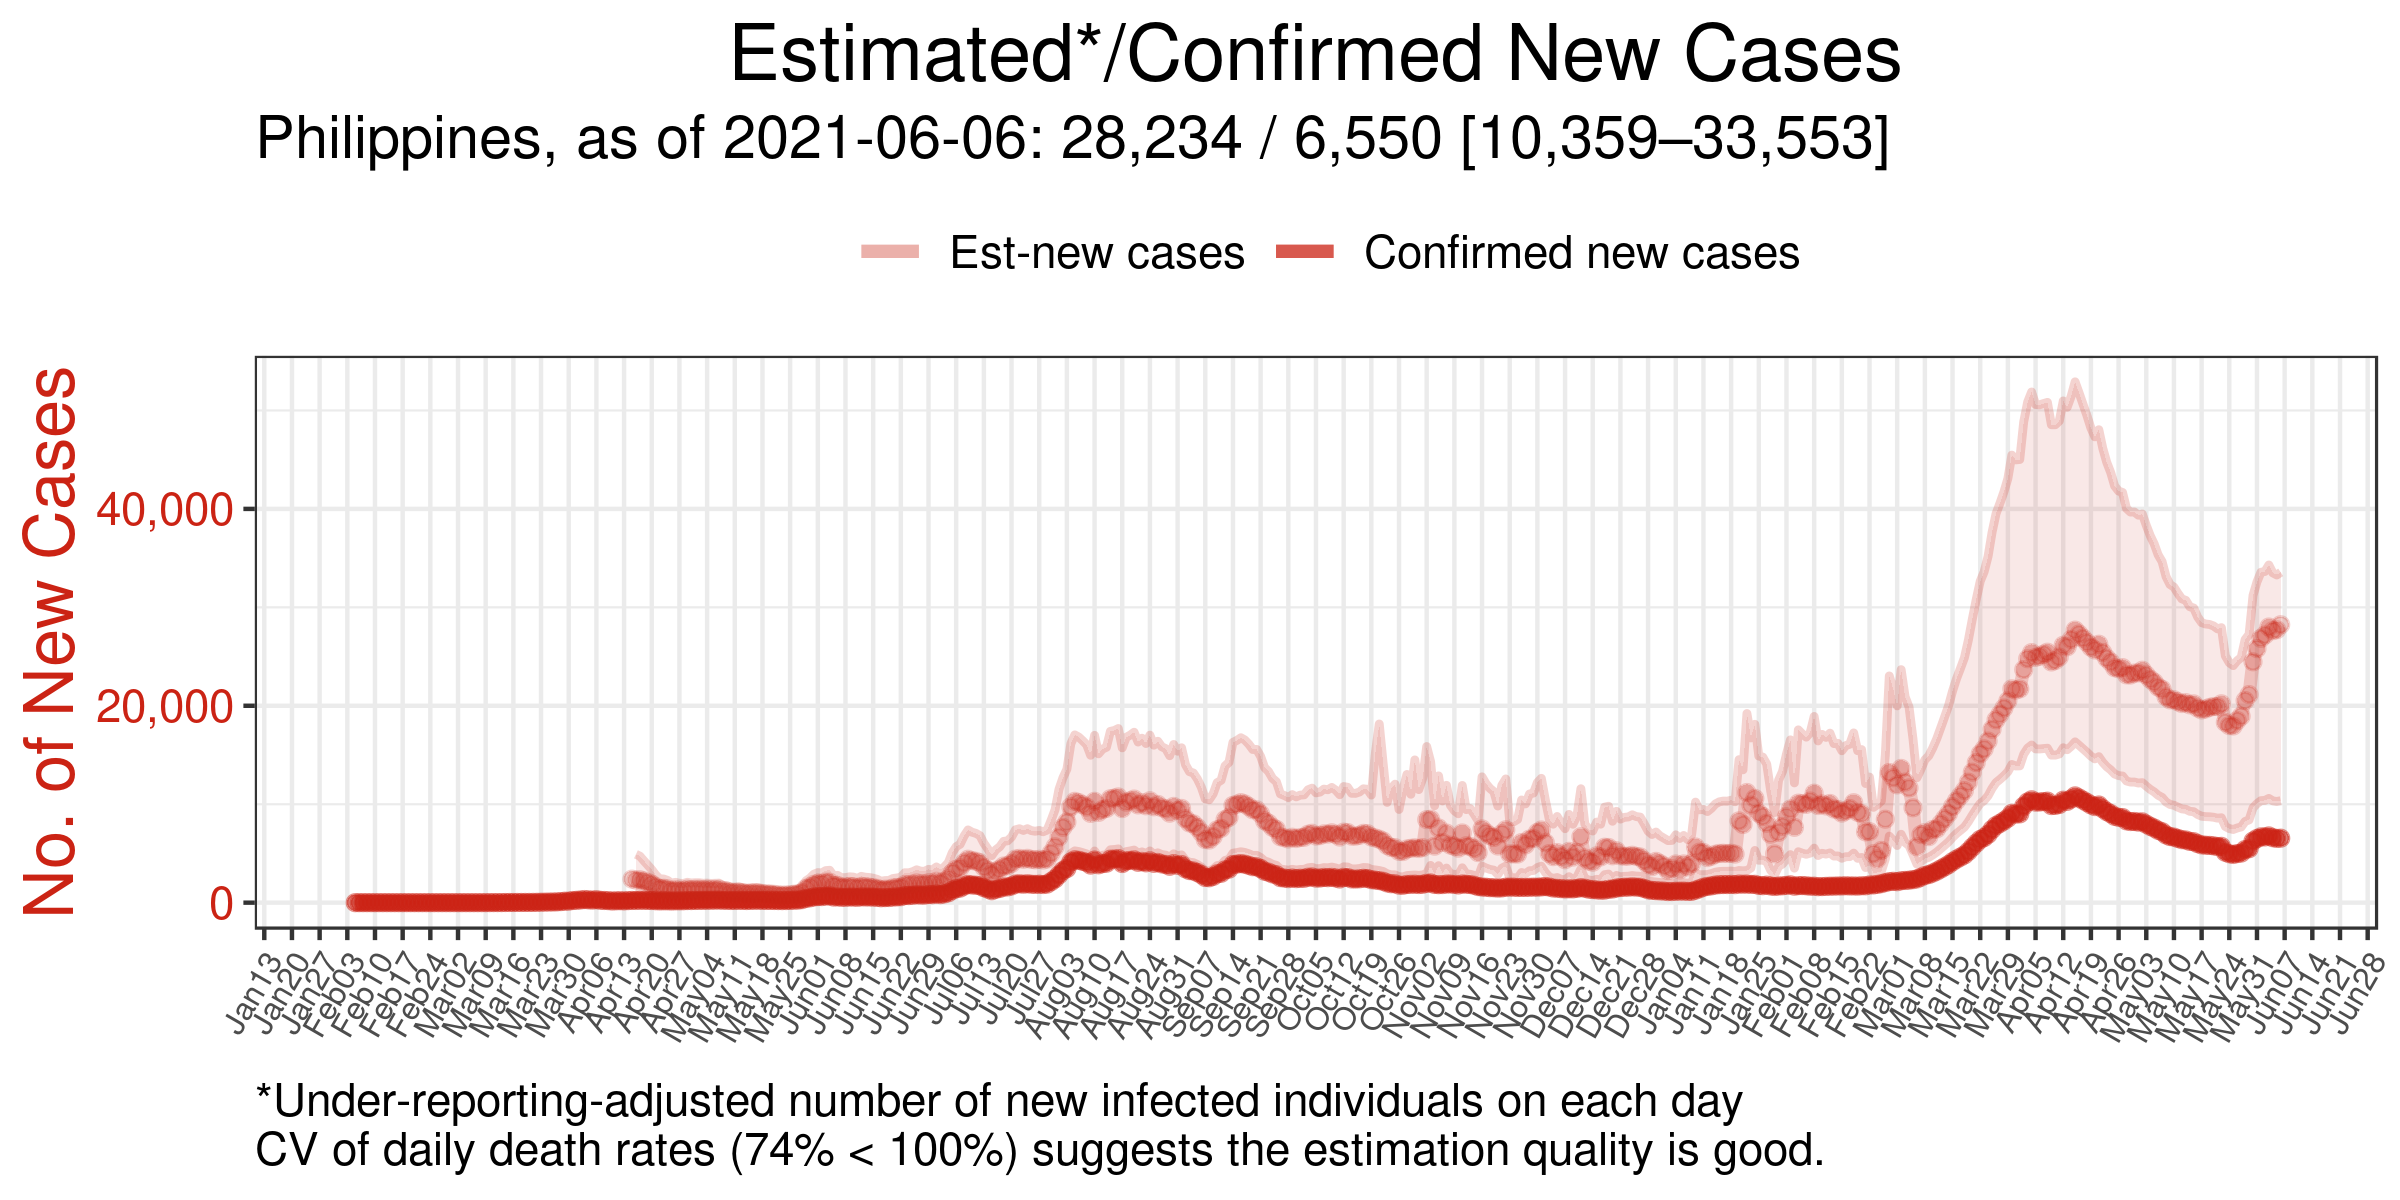 Estimated*/Confirmed New Cases
Philippines, as of 2021-06-06: 28,234 / 6,550 [10,359–33,553]
Est-new cases
Confirmed new cases
No. of New Cases
40,000
20,000
0
Jan13
Jan20
Jan27
Feb03
Feb10
Feb17
Feb24
Mar02
Mar09
Mar16
Mar23
Mar30
Apr06
Apr13
Apr20
Apr27
May04
May11
May18
May25
Jun01
Jun08
Jun15
Jun22
Jun29
Jul06
Jul13
Jul20
Jul27
Aug03
Aug10
Aug17
Aug24
Aug31
Sep07
Sep14
Sep21
Sep28
Oct05
Oct12
Oct19
Oct26
Nov02
Nov09
Nov16
Nov23
Nov30
Dec07
Dec14
Dec21
Dec28
Jan04
Jan11
Jan18
Jan25
Feb01
Feb08
Feb15
Feb22
Mar01
Mar08
Mar15
Mar22
Mar29
Apr05
Apr12
Apr19
Apr26
May03
May10
May17
May24
May31
Jun07
Jun14
Jun21
Jun28
*Under-reporting-adjusted number of new infected individuals on each day
CV of daily death rates (74% < 100%) suggests the estimation quality is good.